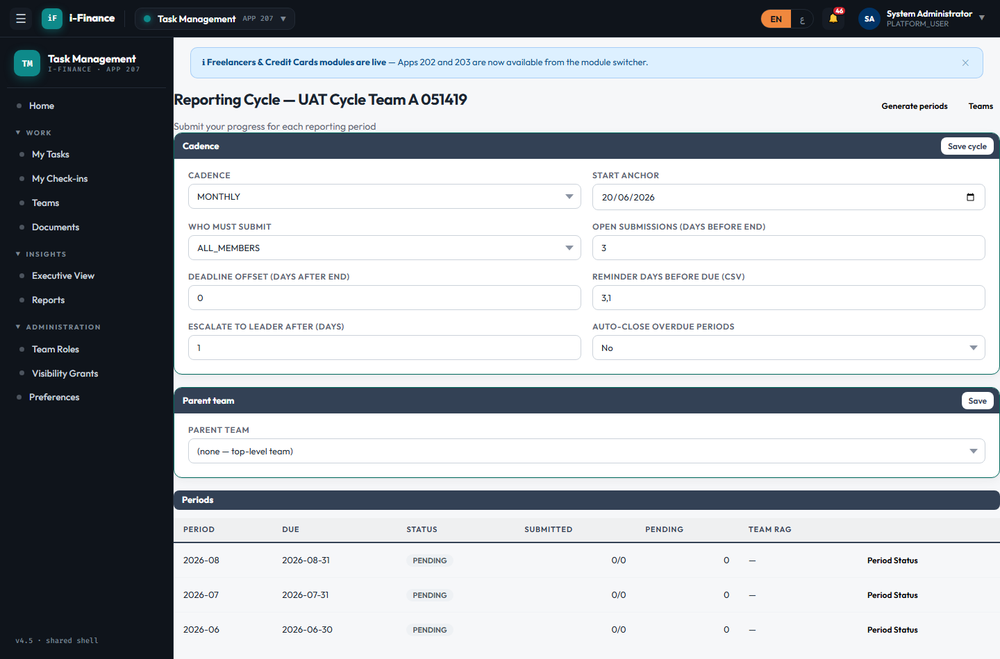 iF i-Finance
Task Management APP 207
EN ع
46
SA System Administrator
PLATFORM_USER
TM Task Management
I-FINANCE · APP 207
Home
WORK
My Tasks
My Check-ins
Teams
Documents
INSIGHTS
Executive View
Reports
ADMINISTRATION
Team Roles
Visibility Grants
Preferences
v4.5 · shared shell
i Freelancers & Credit Cards modules are live — Apps 202 and 203 are now available from the module switcher.
Reporting Cycle — UAT Cycle Team A 051419
Generate periods Teams
Submit your progress for each reporting period
Cadence Save cycle
CADENCE START ANCHOR
MONTHLY 20/06/2026
WHO MUST SUBMIT OPEN SUBMISSIONS (DAYS BEFORE END)
ALL_MEMBERS 3
DEADLINE OFFSET (DAYS AFTER END) REMINDER DAYS BEFORE DUE (CSV)
0 3,1
ESCALATE TO LEADER AFTER (DAYS) AUTO-CLOSE OVERDUE PERIODS
1 No
Parent team Save
PARENT TEAM
(none — top-level team)
Periods
PERIOD DUE STATUS SUBMITTED PENDING TEAM RAG
2026-08 2026-08-31 PENDING 0/0 0 — Period Status
2026-07 2026-07-31 PENDING 0/0 0 — Period Status
2026-06 2026-06-30 PENDING 0/0 0 — Period Status